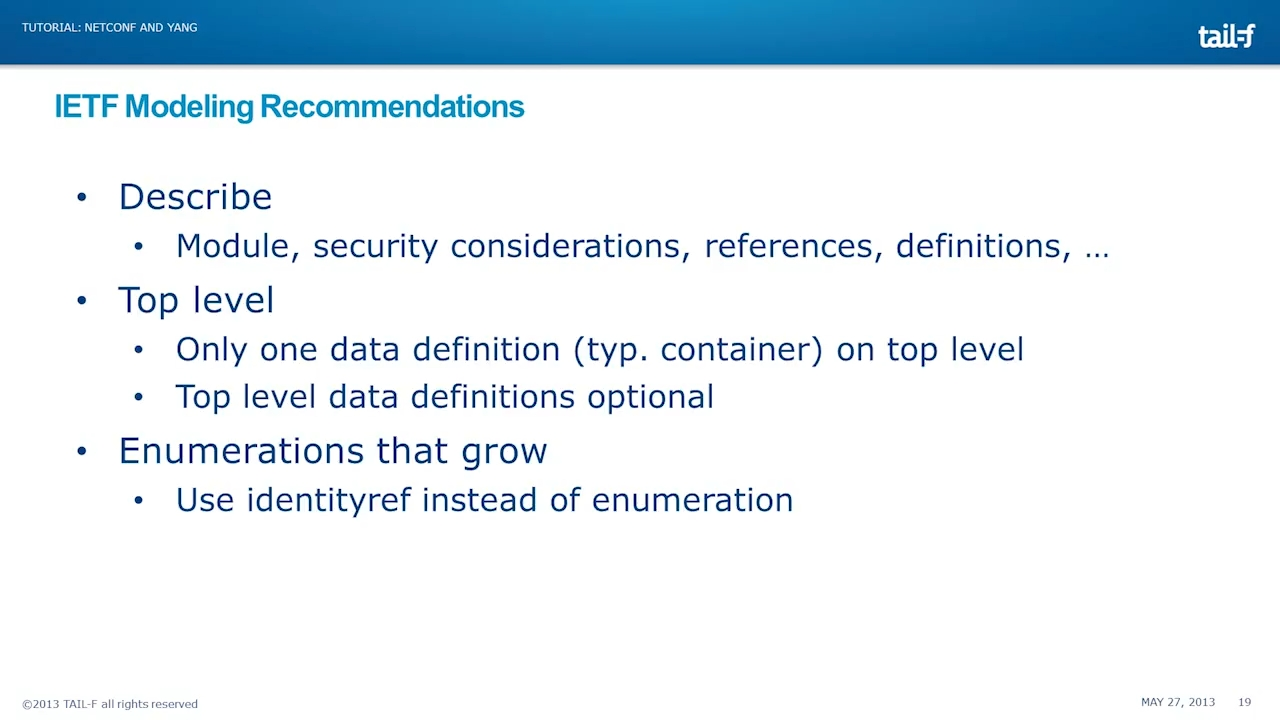 TUTORIAL: NETCONF AND YANG
tail-f
IETF Modeling Recommendations
• Describe
• Module, security considerations, references, definitions, …
• Top level
• Only one data definition (typ. container) on top level
• Top level data definitions optional
• Enumerations that grow
• Use identityref instead of enumeration
©2013 TAIL-F all rights reserved
MAY 27, 2013 19